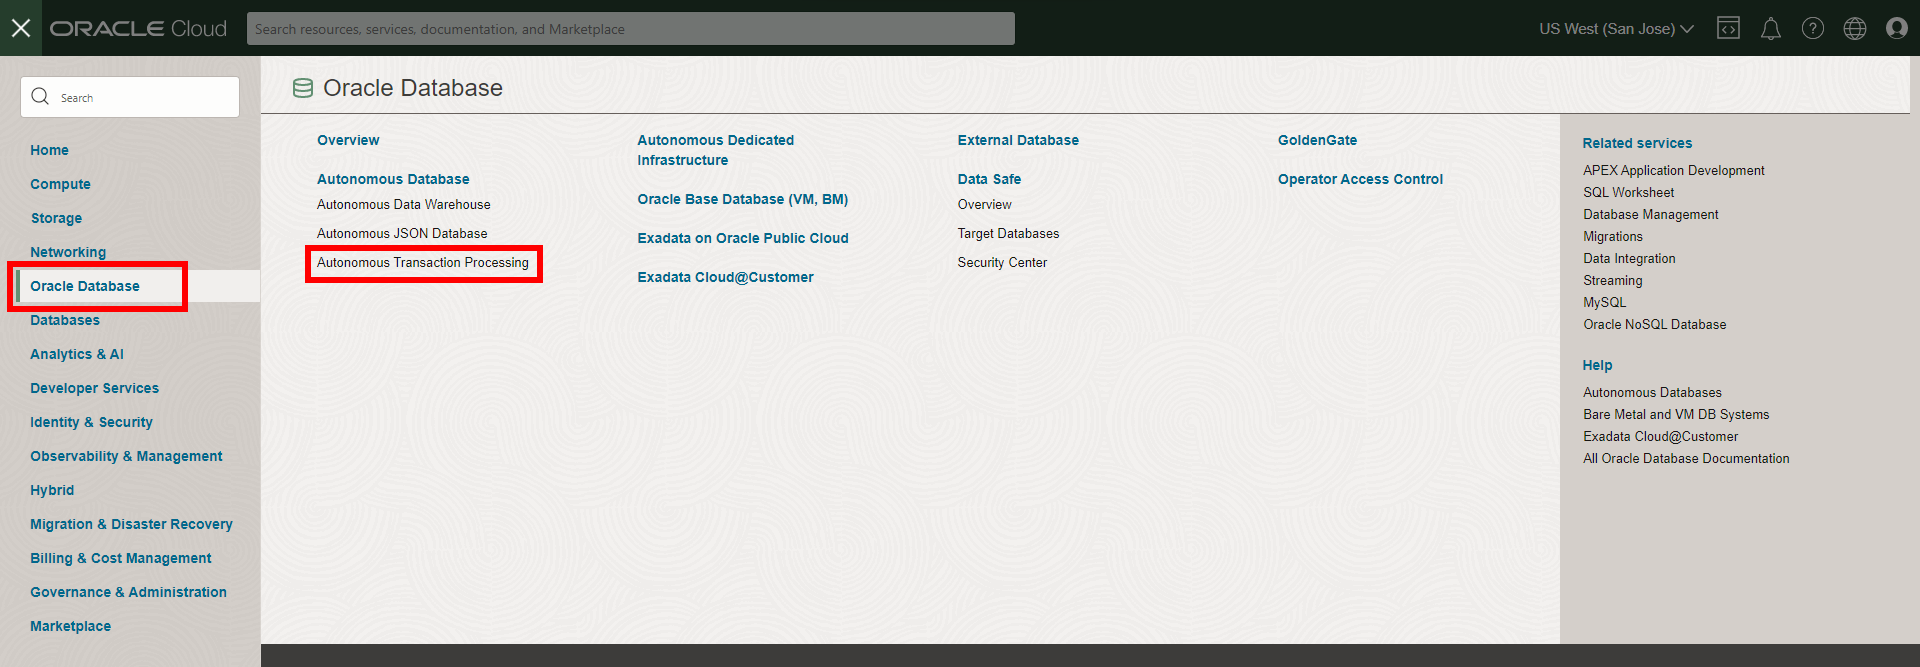 ORACLE Cloud
Search resources, services, documentation, and Marketplace
US West (San Jose)
Search
Home
Compute
Storage
Networking
Oracle Database
Databases
Analytics & AI
Developer Services
Identity & Security
Observability & Management
Hybrid
Migration & Disaster Recovery
Billing & Cost Management
Governance & Administration
Marketplace
Oracle Database
Overview
Autonomous Database
Autonomous Data Warehouse
Autonomous JSON Database
Autonomous Transaction Processing
Autonomous Dedicated
Infrastructure
Oracle Base Database (VM, BM)
Exadata on Oracle Public Cloud
Exadata Cloud@Customer
External Database
Data Safe
Overview
Target Databases
Security Center
GoldenGate
Operator Access Control
Related services
APEX Application Development
SQL Worksheet
Database Management
Migrations
Data Integration
Streaming
MySQL
Oracle NoSQL Database
Help
Autonomous Databases
Bare Metal and VM DB Systems
Exadata Cloud@Customer
All Oracle Database Documentation